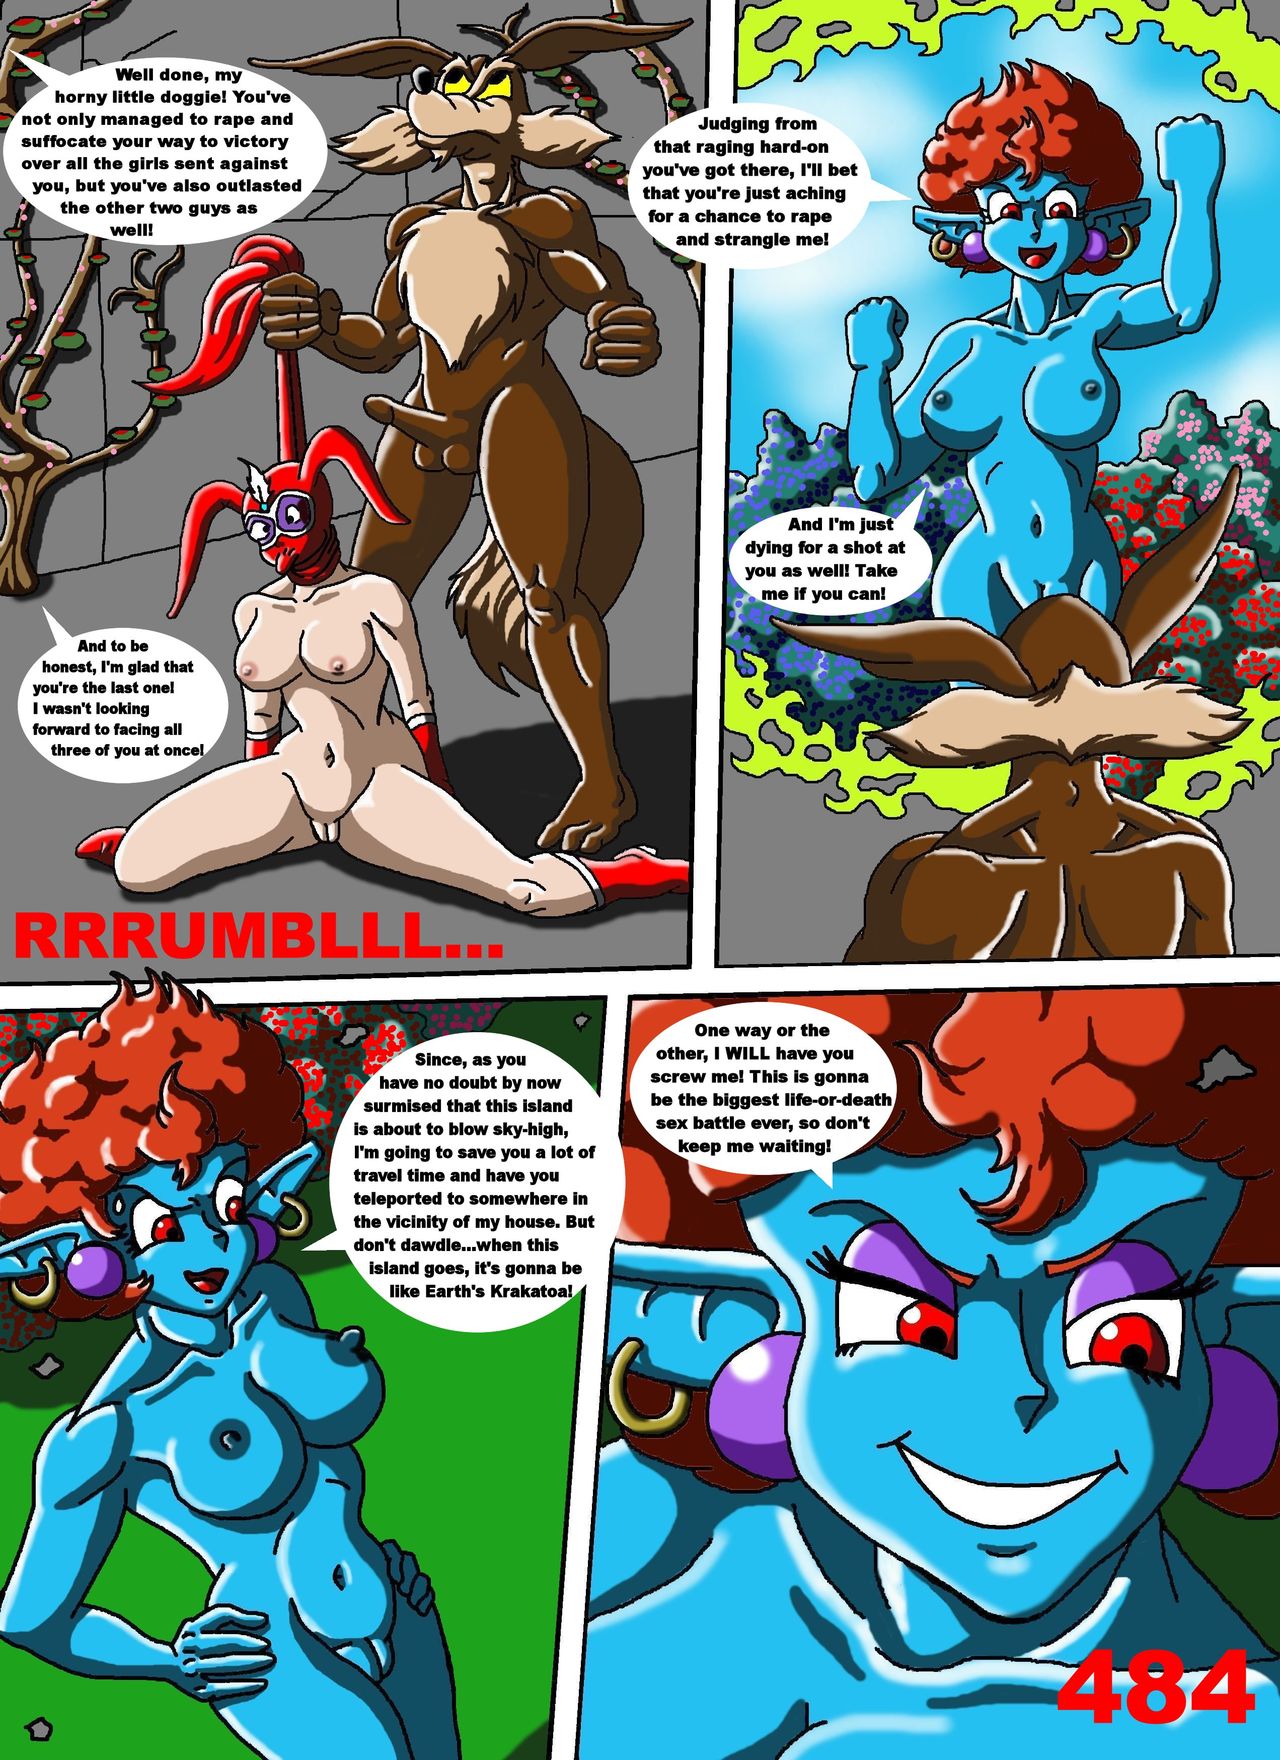 Well done, my
horny little doggie! You've
not only managed to rape and
suffocate your way to victory
over all the girls sent against
you, but you've also outlasted
the other two guys as
well!
And to be
honest, I'm glad that
you're the last one!
I wasn't looking
forward to facing all
three of you at once!
RRRUMBLLL...
Judging from
that raging hard-on
you've got there, I'll bet
that you're just aching
for a chance to rape
and strangle me!
And I'm just
dying for a shot at
you as well! Take
me if you can!
Since, as you
have no doubt by now
surmised that this island
is about to blow sky-high,
I'm going to save you a lot of
travel time and have you
teleported to somewhere in
the vicinity of my house. But
don't dawdle...when this
island goes, it's gonna be
like Earth's Krakatoa!
One way or the
other, I WILL have you
screw me! This is gonna
be the biggest life-or-death
sex battle ever, so don't
keep me waiting!
484